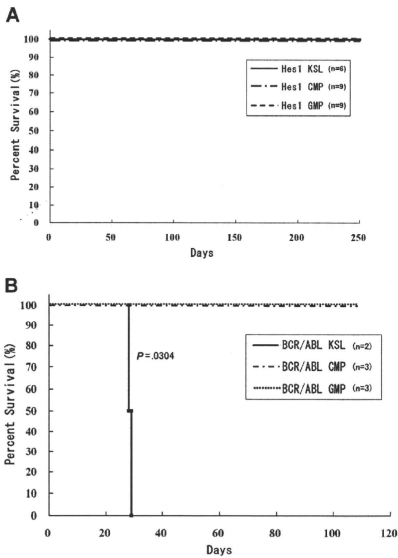 A
Percent Survival(%)
100
90
80
70
60
50
40
30
20
10
0
Hes1 KSL (n=6)
Hes1 CMP (n=9)
Hes1 GMP (n=9)
0 50 100 150 200 250
Days
B
Percent Survival(%)
100
90
80
70
60
50
40
30
20
10
0
P=.0304
BCR/ABL KSL (n=2)
BCR/ABL CMP (n=3)
BCR/ABL GMP (n=3)
0 20 40 60 80 100 120
Days